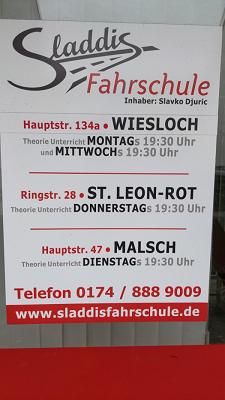 Sladdis
Fahrschule
Inhaber: Slavko Djuric
Hauptstr. 134a • WIESLOCH
Theorie Unterricht MONTAGs 19:30 Uhr
und MITTWOCHs 19:30 Uhr
Ringstr. 28 • ST. LEON-ROT
Theorie Unterricht DONNERSTAGs 19:30 Uhr
Hauptstr. 47 • MALSCH
Theorie Unterricht DIENSTAGs 19:30 Uhr
Telefon 0174 / 888 9009
www.sladdisfahrschule.de